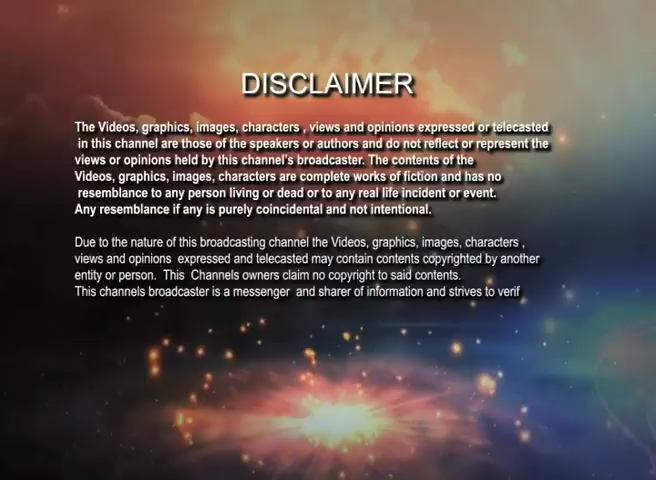 DISCLAIMER
The Videos, graphics, images, characters , views and opinions expressed or telecasted
in this channel are those of the speakers or authors and do not reflect or represent the
views or opinions held by this channel's broadcaster. The contents of the
Videos, graphics, images, characters are complete works of fiction and has no
resemblance to any person living or dead or to any real life incident or event.
Any resemblance if any is purely coincidental and not intentional.
Due to the nature of this broadcasting channel the Videos, graphics, images, characters ,
views and opinions expressed and telecasted may contain contents copyrighted by another
entity or person. This Channels owners claim no copyright to said contents.
This channels broadcaster is a messenger and sharer of information and strives to verif